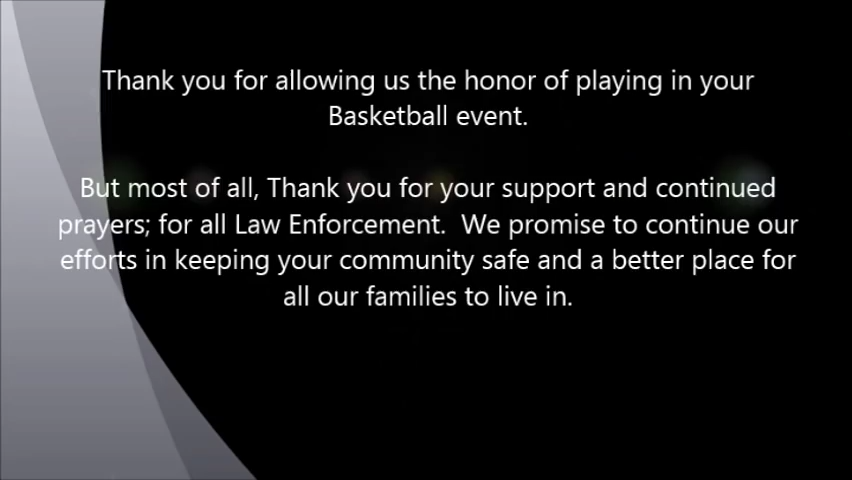 Thank you for allowing us the honor of playing in your
Basketball event.
But most of all, Thank you for your support and continued
prayers; for all Law Enforcement.  We promise to continue our
efforts in keeping your community safe and a better place for
all our families to live in.